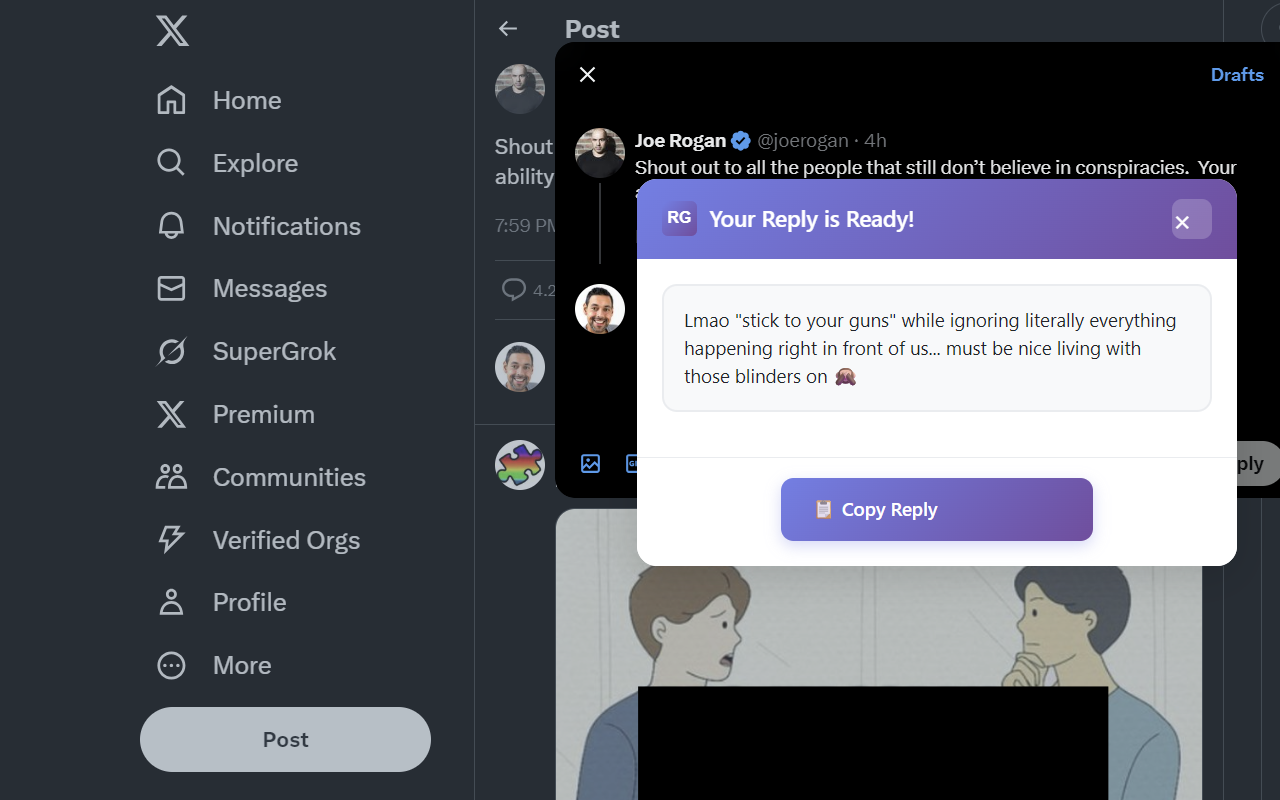 Post
Home
Explore
Notifications
Messages
SuperGrok
Premium
Communities
Verified Orgs
Profile
More
Post
Shout
ability
7:59 PM
4.2
Drafts
Joe Rogan @joerogan · 4h
Shout out to all the people that still don’t believe in conspiracies. Your
RG Your Reply is Ready!
Lmao "stick to your guns" while ignoring literally everything
happening right in front of us... must be nice living with
those blinders on 🙈
Copy Reply